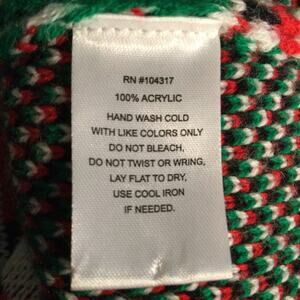 RN #104317
100% ACRYLIC
HAND WASH COLD
WITH LIKE COLORS ONLY
DO NOT BLEACH,
DO NOT TWIST OR WRING,
LAY FLAT TO DRY,
USE COOL IRON
IF NEEDED.